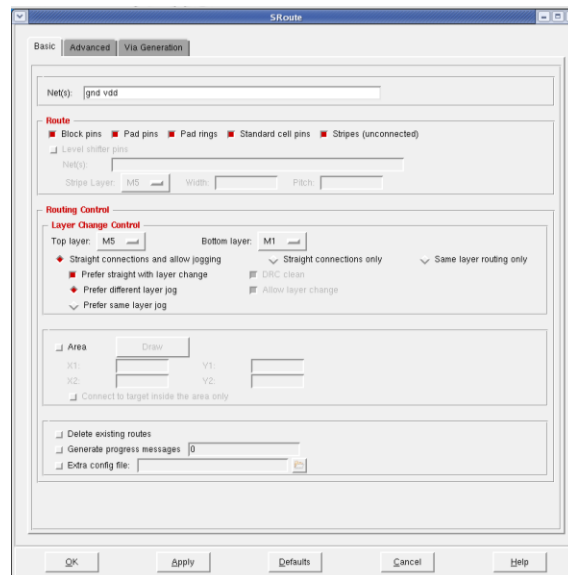 SRoute
Basic Advanced Via Generation
Net(s): gnd vdd
Route
Block pins Pad pins Pad rings Standard cell pins Stripes (unconnected)
Level shifter pins
Net(s):
Stripe Layer: M5 Width: Pitch:
Routing Control
Layer Change Control
Top layer: M5 Bottom layer: M1
Straight connections and allow jogging Straight connections only Same layer routing only
Prefer straight with layer change DRC clean
Prefer different layer jog Allow layer change
Prefer same layer jog
Area Draw
X1: Y1:
X2: Y2:
Connect to target inside the area only
Delete existing routes
Generate progress messages 0
Extra config file:
OK Apply Defaults Cancel Help